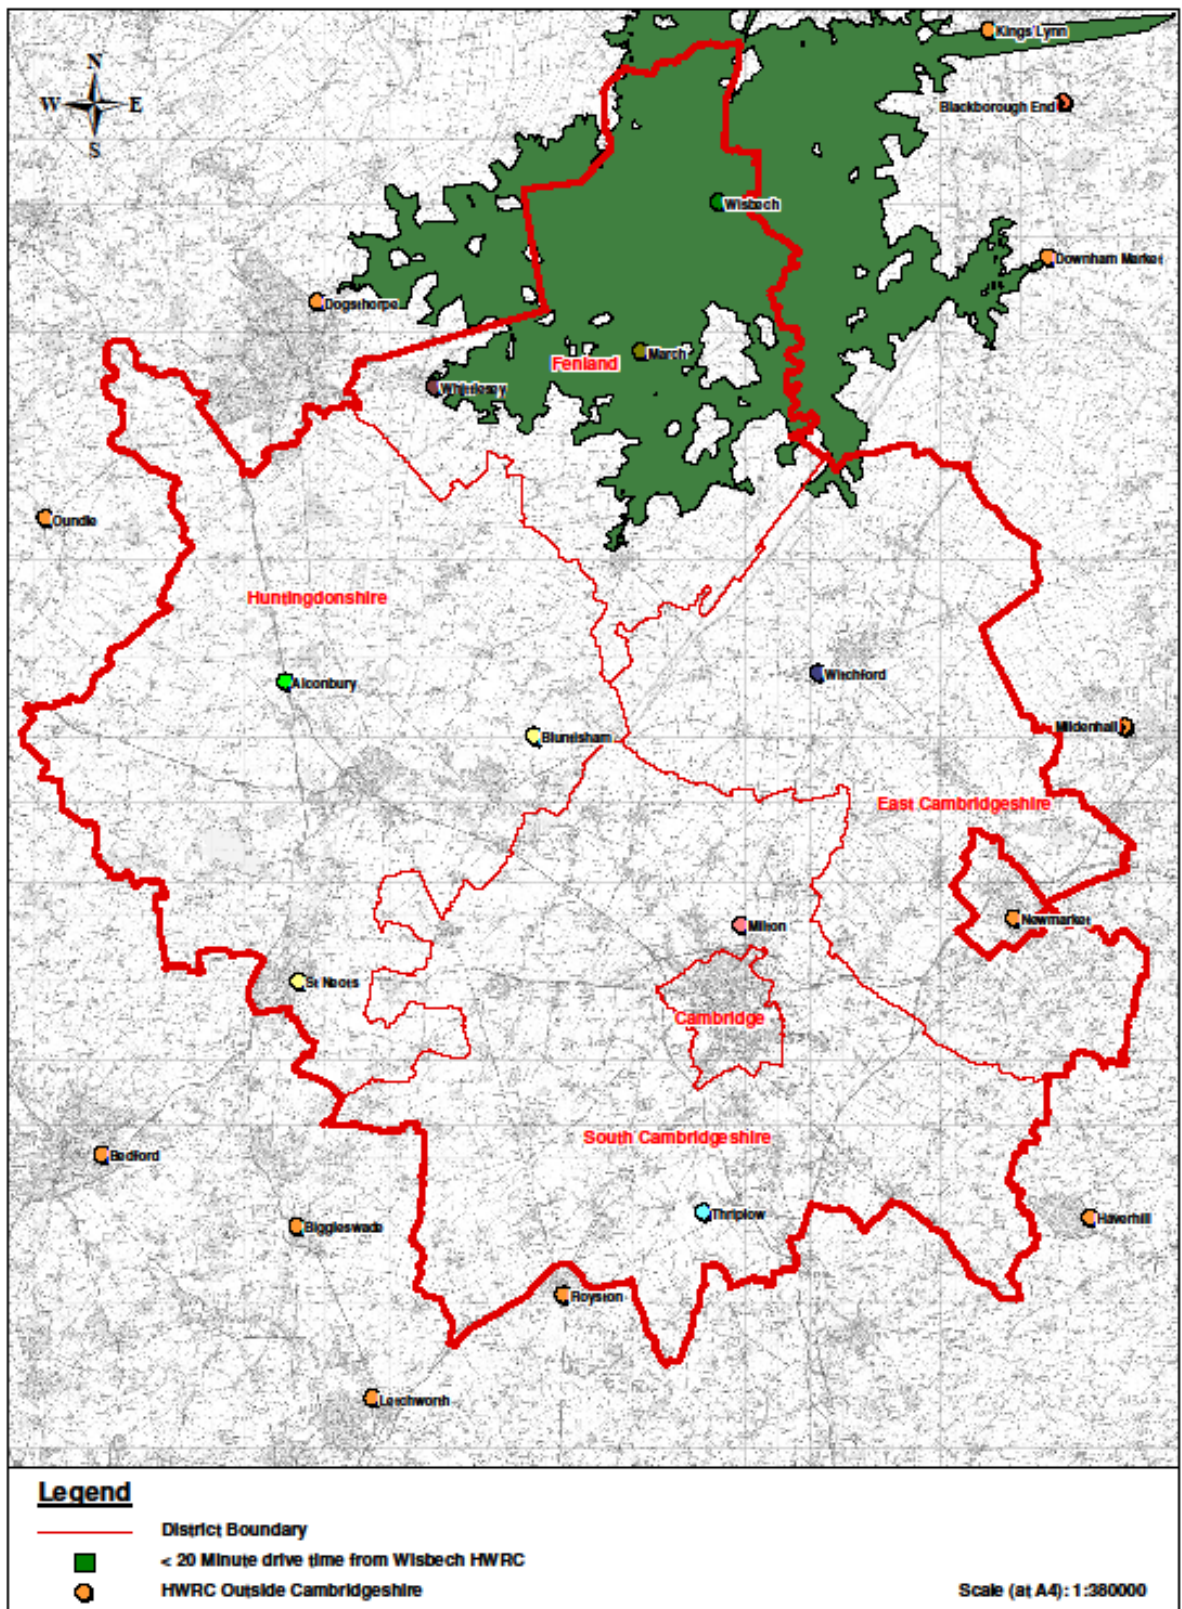 Kings Lynn
N
W E
S
Blackborough End
Wisbech
Downham Market
Dogsthorpe
March
Fenland
Whittlesey
Oundle
Huntingdonshire
Witchford
Alconbury
Mildenhall
Bluntisham
East Cambridgeshire
Newmarket
Milton
St Neots
Cambridge
South Cambridgeshire
Bedford
Thriplow
Haverhill
Biggleswade
Royston
Letchworth
Legend
District Boundary
< 20 Minute drive time from Wisbech HWRC
HWRC Outside Cambridgeshire
Scale (at A4): 1:380000